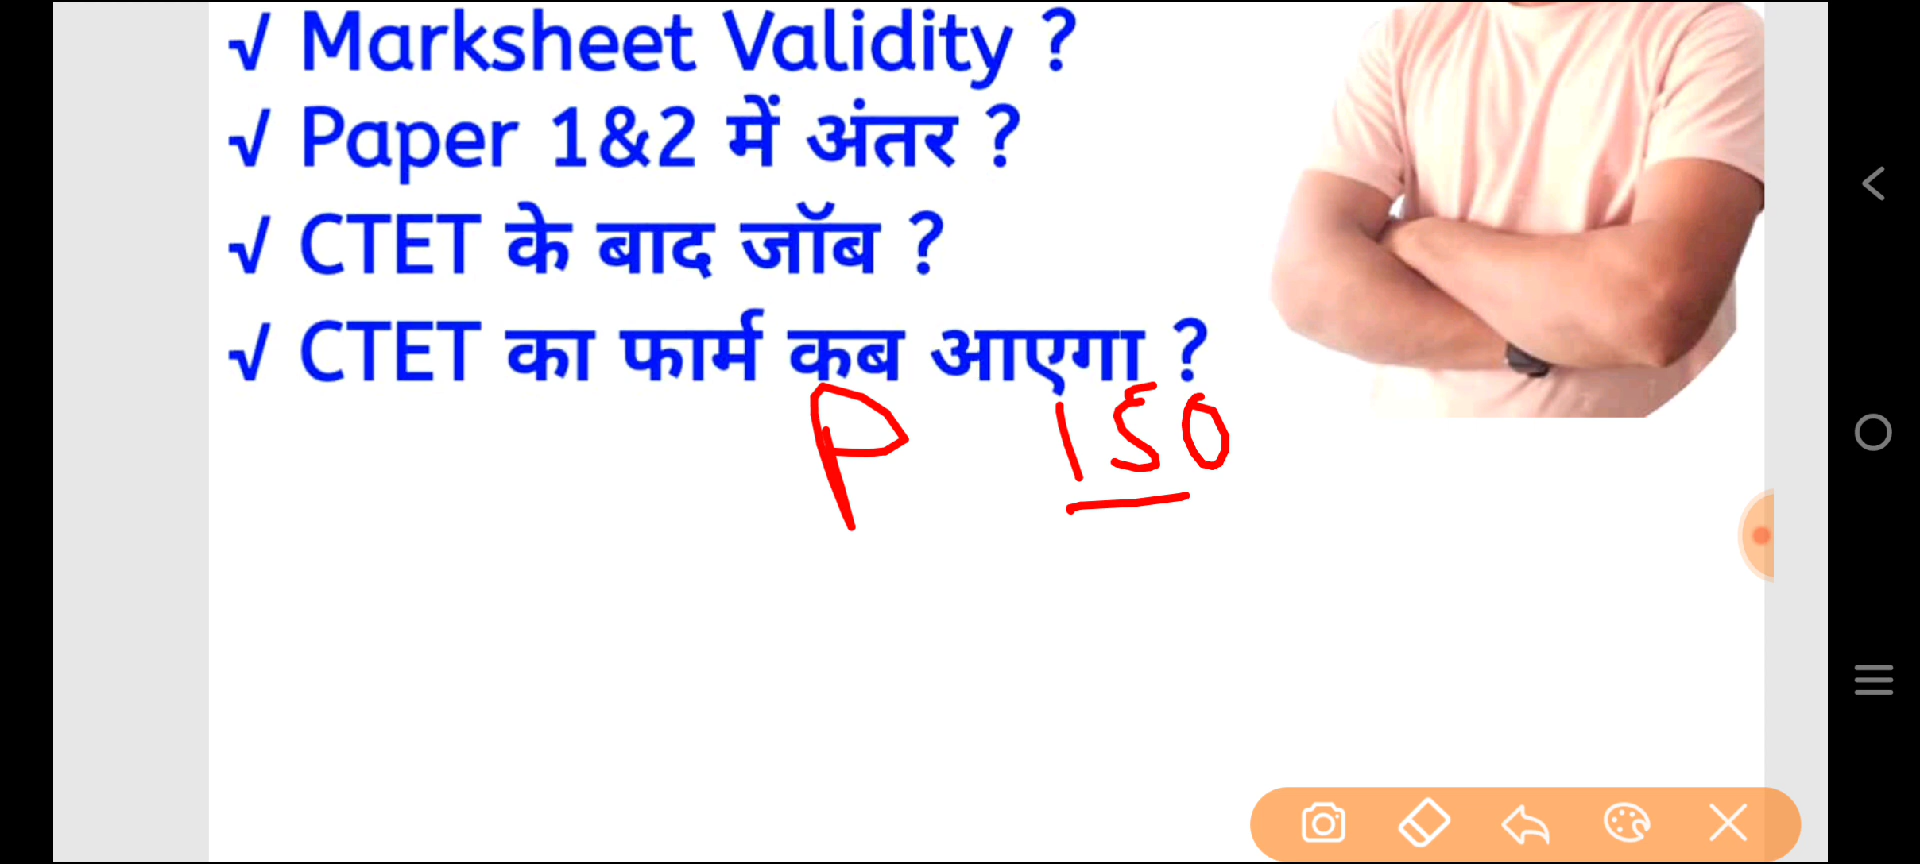 √ Marksheet Validity ?
√ Paper 1&2 में अंतर ?
√ CTET के बाद जॉब ?
√ CTET का फार्म कब आएगा ?
P 150